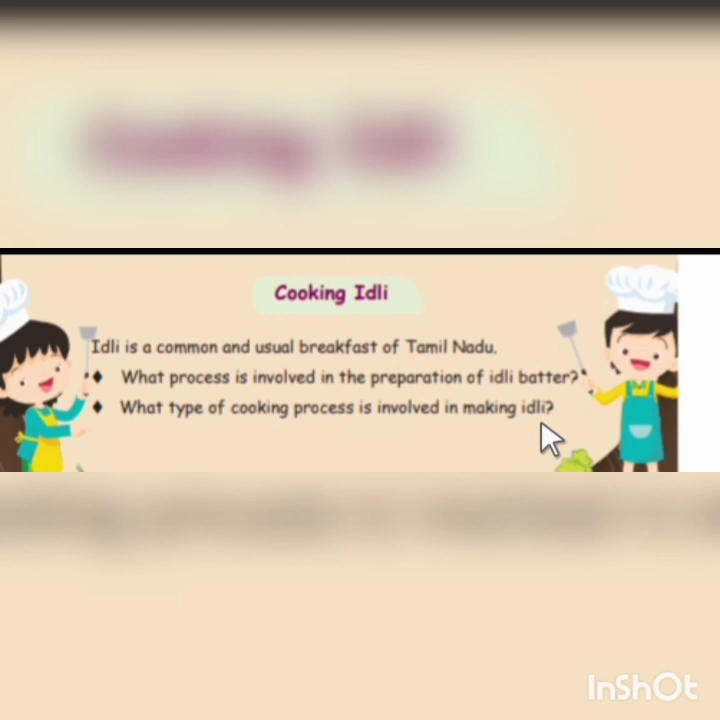 Cooking Idli
Idli is a common and usual breakfast of Tamil Nadu.
♦ What process is involved in the preparation of idli batter?
♦ What type of cooking process is involved in making idli?
InShOt